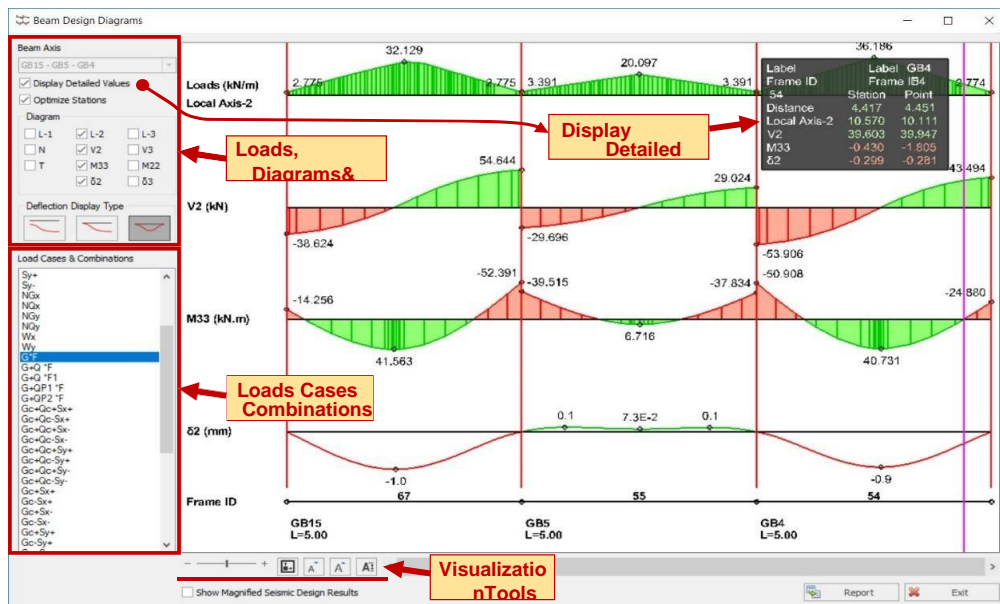 Beam Design Diagrams
Beam Axis
GB15 - GB5 - GB4
Display Detailed Values
Optimize Stations
Diagram
L-1 L-2 L-3
N V2 V3
T M33 M22
δ2 δ3
Deflection Display Type
Load Cases & Combinations
Sy+
Sy-
NGx
NQx
NGy
NQy
Wx
Wy
G*F
G+Q *F
G+Q *F1
G+QP1 *F
G+QP2 *F
Gc+Qc+Sx+
Gc+Qc-Sx+
Gc+Qc+Sx-
Gc+Qc-Sx-
Gc+Qc+Sy+
Gc+Qc-Sy+
Gc+Qc+Sy-
Gc+Qc-Sy-
Gc+Sx+
Gc-Sx+
Gc+Sx-
Gc-Sx-
Gc+Sy+
Gc-Sy+
Loads,
Diagrams&
Loads Cases
Combinations
Display
Detailed
Visualizatio
nTools
Loads (kN/m)
Local Axis-2
2.775 32.129 2.775
3.391 20.097 3.391
36.186 2.774
Label Label GB4
Frame ID Frame ID54
54 Station Point
Distance 4.417 4.451
Local Axis-2 10.570 10.111
V2 39.603 39.947
M33 -0.430 -1.805
δ2 -0.299 -0.281
V2 (kN)
-38.624 54.644
-29.696 29.024
-53.906 43.494
M33 (kN.m)
-14.256 41.563 -52.391
-39.515 6.716 -37.834
-50.908 40.731 -24.880
δ2 (mm)
-1.0
0.1 7.3E-2 0.1
-0.9
Frame ID
67 55 54
GB15 GB5 GB4
L=5.00 L=5.00 L=5.00
- +
A- A^ AI
Show Magnified Seismic Design Results
Report Exit